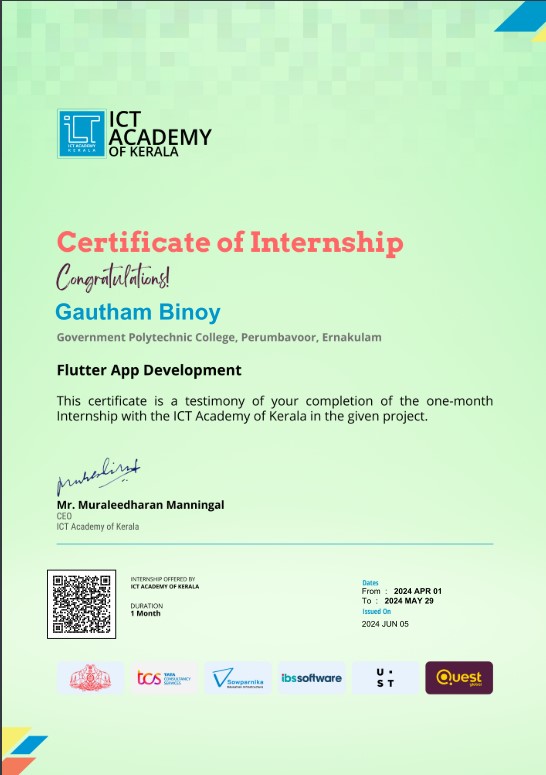 ICT
ACADEMY
OF KERALA
ICT ACADEMY
KERALA
Certificate of Internship
Congratulations!
Gautham Binoy
Government Polytechnic College, Perumbavoor, Ernakulam
Flutter App Development
This certificate is a testimony of your completion of the one-month
Internship with the ICT Academy of Kerala in the given project.
Mr. Muraleedharan Manningal
CEO
ICT Academy of Kerala
INTERNSHIP OFFERED BY
ICT ACADEMY OF KERALA
DURATION
1 Month
Dates
From : 2024 APR 01
To : 2024 MAY 29
Issued On
2024 JUN 05
tcs TATA
CONSULTANCY
SERVICES
Sowparnika
ibssoftware
U ·
S T
Quest
global